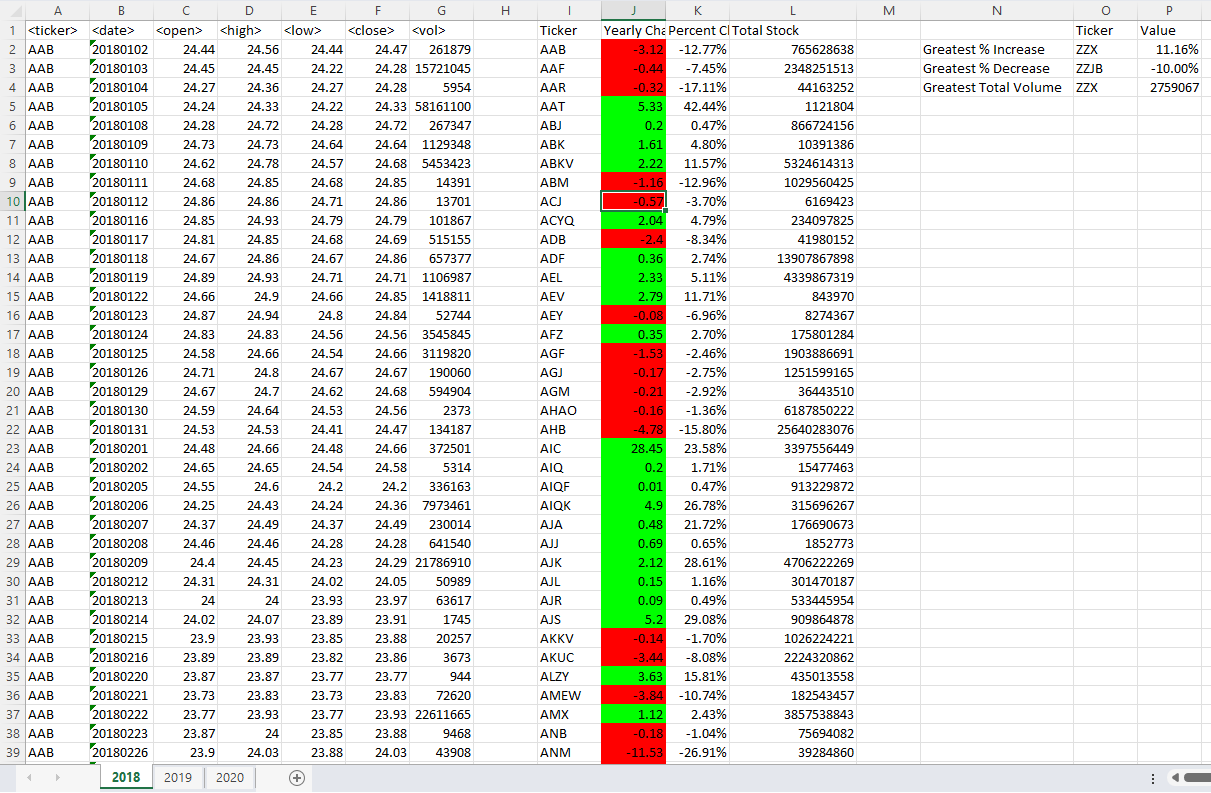 A B C D E F G H I J K L M N O P
1 <ticker> <date> <open> <high> <low> <close> <vol> Ticker Yearly Cha Percent Cl Total Stock Ticker Value
2 AAB 20180102 24.44 24.56 24.44 24.47 261879 AAB -3.12 -12.77% 765628638 Greatest % Increase ZZX 11.16%
3 AAB 20180103 24.45 24.45 24.22 24.28 15721045 AAF -0.44 -7.45% 2348251513 Greatest % Decrease ZZJB -10.00%
4 AAB 20180104 24.27 24.36 24.27 24.28 5954 AAR -0.32 -17.11% 44163252 Greatest Total Volume ZZX 2759067
5 AAB 20180105 24.24 24.33 24.22 24.33 58161100 AAT 5.33 42.44% 1121804
6 AAB 20180108 24.28 24.72 24.28 24.72 267347 ABJ 0.2 0.47% 866724156
7 AAB 20180109 24.73 24.73 24.64 24.64 1129348 ABK 1.61 4.80% 10391386
8 AAB 20180110 24.62 24.78 24.57 24.68 5453423 ABKV 2.22 11.57% 5324614313
9 AAB 20180111 24.68 24.85 24.68 24.85 14391 ABM -1.16 -12.96% 1029560425
10 AAB 20180112 24.86 24.86 24.71 24.86 13701 ACJ -0.57 -3.70% 6169423
11 AAB 20180116 24.85 24.93 24.79 24.79 101867 ACYQ 2.04 4.79% 234097825
12 AAB 20180117 24.81 24.85 24.68 24.69 515155 ADB -2.4 -8.34% 41980152
13 AAB 20180118 24.67 24.86 24.67 24.86 657377 ADF 0.36 2.74% 13907867898
14 AAB 20180119 24.89 24.93 24.71 24.71 1106987 AEL 2.33 5.11% 4339867319
15 AAB 20180122 24.66 24.9 24.66 24.85 1418811 AEV 2.79 11.71% 843970
16 AAB 20180123 24.87 24.94 24.8 24.84 52744 AEY -0.08 -6.96% 8274367
17 AAB 20180124 24.83 24.83 24.56 24.56 3545845 AFZ 0.35 2.70% 175801284
18 AAB 20180125 24.58 24.66 24.54 24.66 3119820 AGF -1.53 -2.46% 1903886691
19 AAB 20180126 24.71 24.8 24.67 24.67 190060 AGJ -0.17 -2.75% 1251599165
20 AAB 20180129 24.67 24.7 24.62 24.68 594904 AGM -0.21 -2.92% 36443510
21 AAB 20180130 24.59 24.64 24.53 24.56 2373 AHAO -0.16 -1.36% 6187850222
22 AAB 20180131 24.53 24.53 24.41 24.47 134187 AHB -4.78 -15.80% 25640283076
23 AAB 20180201 24.48 24.66 24.48 24.66 372501 AIC 28.45 23.58% 3397556449
24 AAB 20180202 24.65 24.65 24.54 24.58 5314 AIQ 0.2 1.71% 15477463
25 AAB 20180205 24.55 24.6 24.2 24.2 336163 AIQF 0.01 0.47% 913229872
26 AAB 20180206 24.25 24.43 24.24 24.36 7973461 AIQK 4.9 26.78% 315696267
27 AAB 20180207 24.37 24.49 24.37 24.49 230014 AJA 0.48 21.72% 176690673
28 AAB 20180208 24.46 24.46 24.28 24.28 641540 AJJ 0.69 0.65% 1852773
29 AAB 20180209 24.4 24.45 24.23 24.29 21786910 AJK 2.12 28.61% 4706222269
30 AAB 20180212 24.31 24.31 24.02 24.05 50989 AJL 0.15 1.16% 301470187
31 AAB 20180213 24 24 23.93 23.97 63617 AJR 0.09 0.49% 533445954
32 AAB 20180214 24.02 24.07 23.89 23.91 1745 AJS 5.2 29.08% 909864878
33 AAB 20180215 23.9 23.93 23.85 23.88 20257 AKKV -0.14 -1.70% 1026224221
34 AAB 20180216 23.89 23.89 23.82 23.86 3673 AKUC -3.44 -8.08% 2224320862
35 AAB 20180220 23.87 23.87 23.77 23.77 944 ALZY 3.63 15.81% 435013558
36 AAB 20180221 23.73 23.83 23.73 23.83 72620 AMEW -3.84 -10.74% 182543457
37 AAB 20180222 23.77 23.93 23.77 23.93 22611665 AMX 1.12 2.43% 3857538843
38 AAB 20180223 23.87 24 23.85 23.88 9468 ANB -0.18 -1.04% 75694082
39 AAB 20180226 23.9 24.03 23.88 24.03 43908 ANM -11.53 -26.91% 39284860
2018 2019 2020